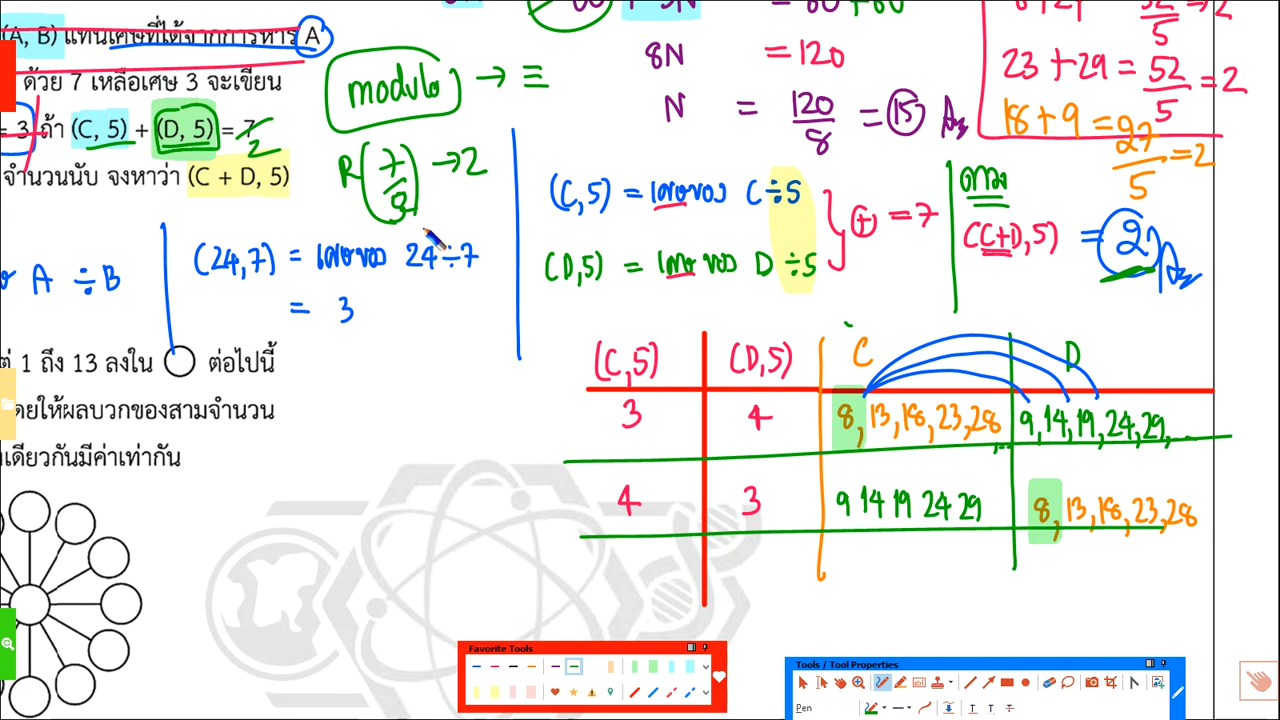 (A, B) แทนเศษที่ได้จากการหาร A
ด้วย 7 เหลือเศษ 3 จะเขียน
= 3 ถ้า (C, 5) + (D, 5) = 7
2
จำนวนนับ จงหาว่า (C + D, 5)
A ÷ B
modulo → ≡
R(7/5) → 2
(24,7) = เศษของ 24÷7
= 3
8N = 120
N = 120/8 = 15 Ans
52/5 = 2
23 + 29 = 52/5 = 2
18 + 9 = 27/5 = 2
(C,5) = เศษของ C÷5
(D,5) = เศษของ D÷5
+ = 7
ถาม
(C+D,5) = 2 Ans
(C,5) (D,5) C D
3 4 8, 13, 18, 23, 28, ... 9, 14, 19, 24, 29, ...
4 3 9 14 19 24 29 8, 13, 18, 23, 28
1 ถึง 13 ลงใน ◯ ต่อไปนี้
ดยให้ผลบวกของสามจำนวน
เดียวกันมีค่าเท่ากัน
Favorite Tools
Tools / Tool Properties
Pen